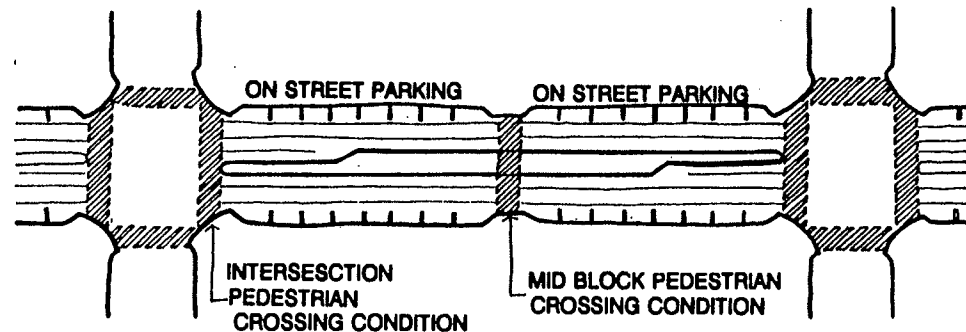 ON STREET PARKING
ON STREET PARKING
INTERSESCTION
PEDESTRIAN
CROSSING CONDITION
MID BLOCK PEDESTRIAN
CROSSING CONDITION